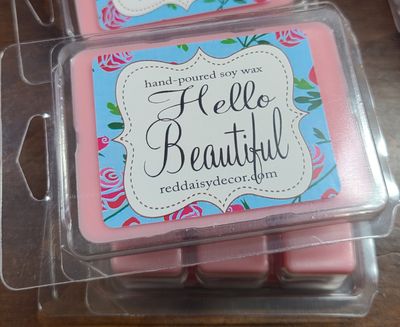 hand-poured soy wax
Hello
Beautiful
reddaisydecor.com